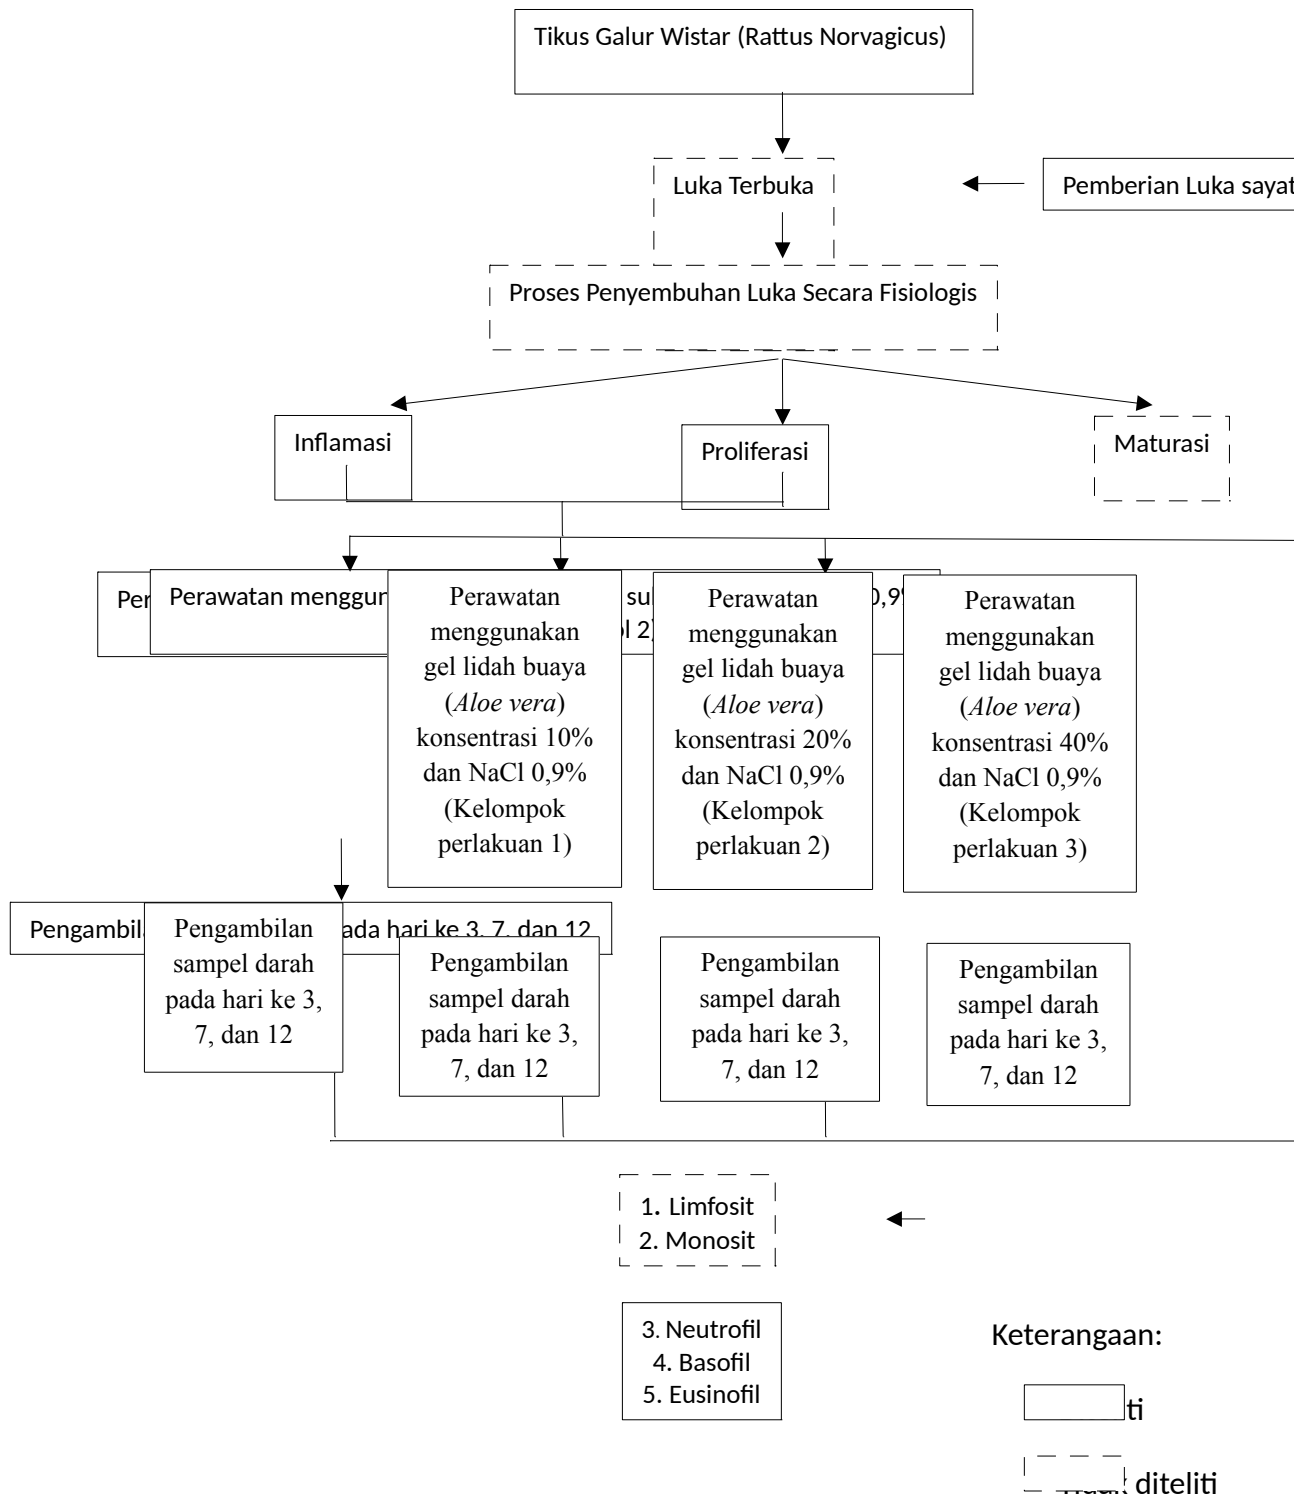 Tikus Galur Wistar (Rattus Norvagicus)
Luka Terbuka
Pemberian Luka sayat
Proses Penyembuhan Luka Secara Fisiologis
Inflamasi
Proliferasi
Maturasi
Perawatan
Perawatan
menggunakan
gel lidah buaya
(Aloe vera)
konsentrasi 10%
dan NaCl 0,9%
(Kelompok
perlakuan 1)
Perawatan
menggunakan
gel lidah buaya
(Aloe vera)
konsentrasi 20%
dan NaCl 0,9%
(Kelompok
perlakuan 2)
Perawatan
menggunakan
gel lidah buaya
(Aloe vera)
konsentrasi 40%
dan NaCl 0,9%
(Kelompok
perlakuan 3)
hari ke 3, 7, dan 12
Pengambilan
sampel darah
pada hari ke 3,
7, dan 12
Pengambilan
sampel darah
pada hari ke 3,
7, dan 12
Pengambilan
sampel darah
pada hari ke 3,
7, dan 12
Pengambilan
sampel darah
pada hari ke 3,
7, dan 12
1. Limfosit
2. Monosit
3. Neutrofil
4. Basofil
5. Eusinofil
Keterangaan:
diteliti